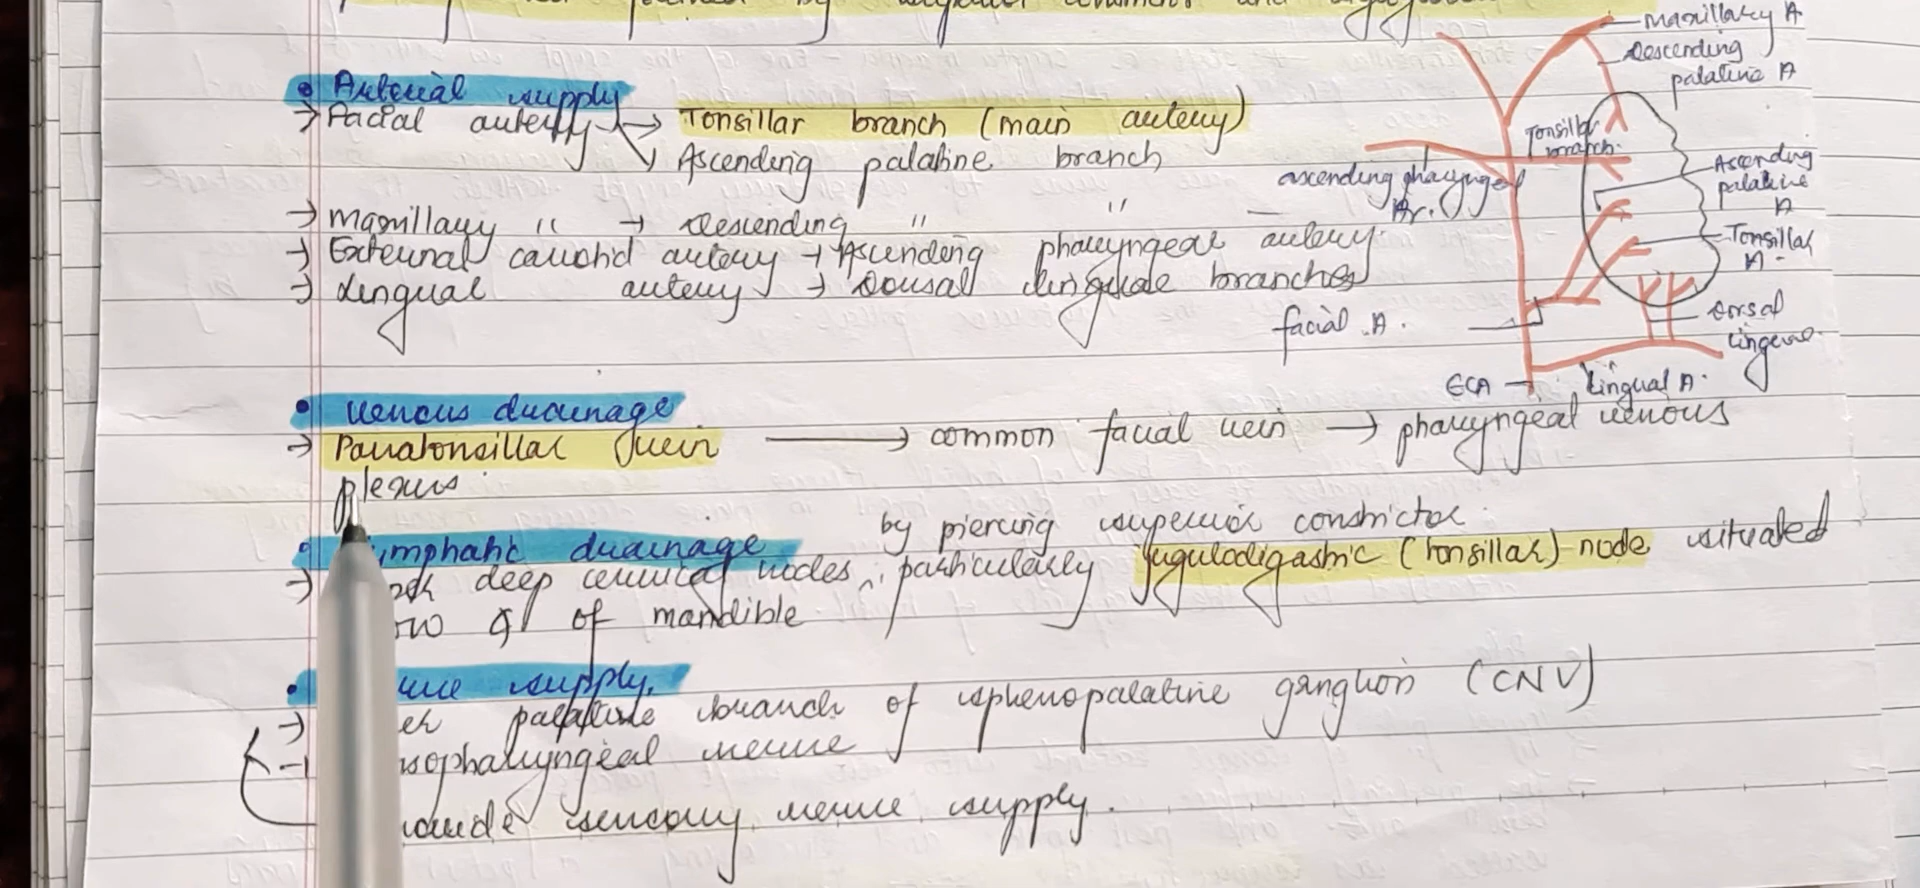 • Arterial supply
→ Facial artery → Tonsillar branch (main artery)
↘ Ascending palatine branch
→ Maxillary " → Descending " " —
→ External carotid artery → Ascending pharyngeal artery.
→ Lingual artery → Dorsal linguale branches
Maxillary A
Descending
palatine A
Tonsillar
branch.
ascending pharyngeal
Br.
Ascending
palatine
A
Tonsillar
A.
facial A.
Dorsal
lingual
ECA
Lingual A.
• Venous drainage
→ Paratonsillar vein → common facial vein → pharyngeal venous
plexus
by piercing superior constrictor.
lymphatic drainage
→ deep cervical nodes, particularly Jugulodigastric (tonsillar) node situated
of mandible
• supply.
→ palatine branch of sphenopalatine ganglion (CNV)
sensory nerve supply.